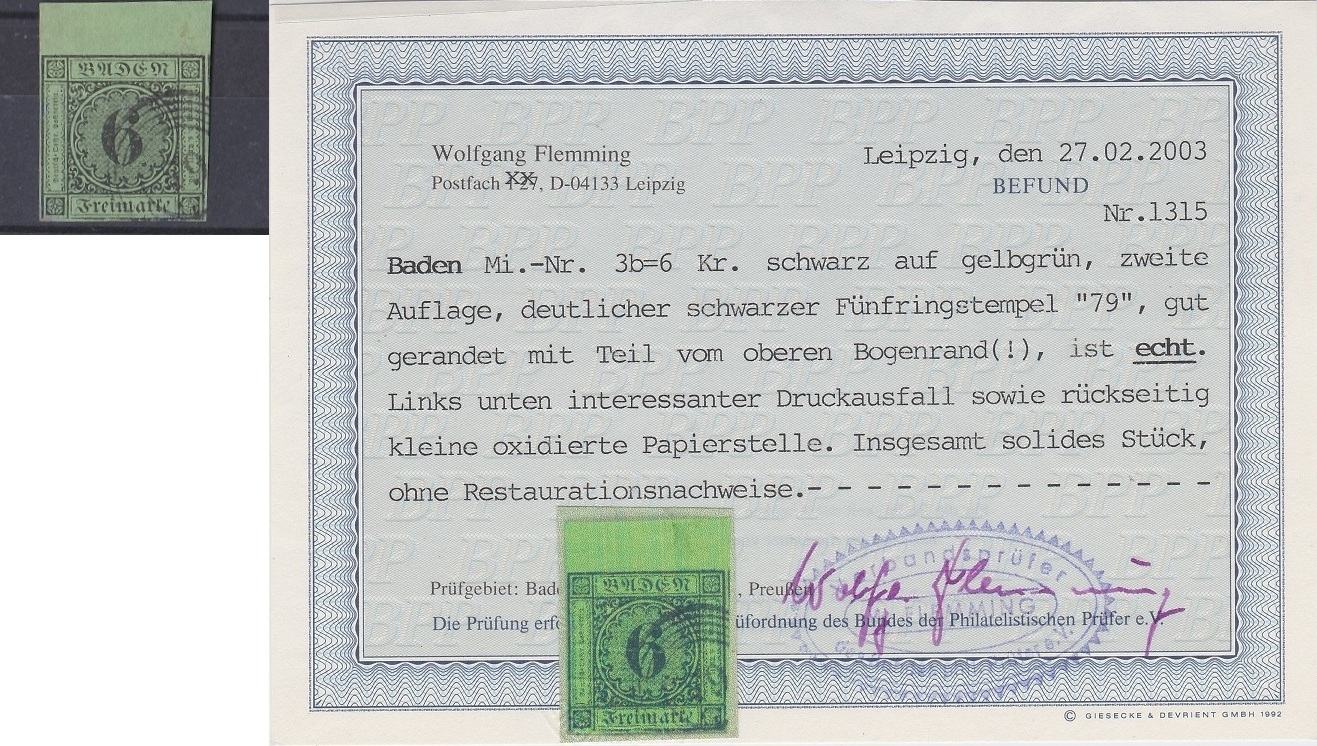 BADEN
6
Freimarke
Wolfgang Flemming
Postfach XX, D-04133 Leipzig
Leipzig, den 27.02.2003
BEFUND
Nr.1315
Baden Mi.-Nr. 3b=6 Kr. schwarz auf gelbgrün, zweite
Auflage, deutlicher schwarzer Fünfringstempel "79", gut
gerandet mit Teil vom oberen Bogenrand(!), ist echt.
Links unten interessanter Druckausfall sowie rückseitig
kleine oxidierte Papierstelle. Insgesamt solides Stück,
ohne Restaurationsnachweise.- - - - - - - - - - - - - -
Prüfgebiet: Bade , Preußen
Die Prüfung erfo üfordnung des Bundes der Philatelistischen Prüfer e.V.
Verbandsprüfer
W. FLEMMING
BADEN
6
Freimarke
© GIESECKE & DEVRIENT GMBH 1992